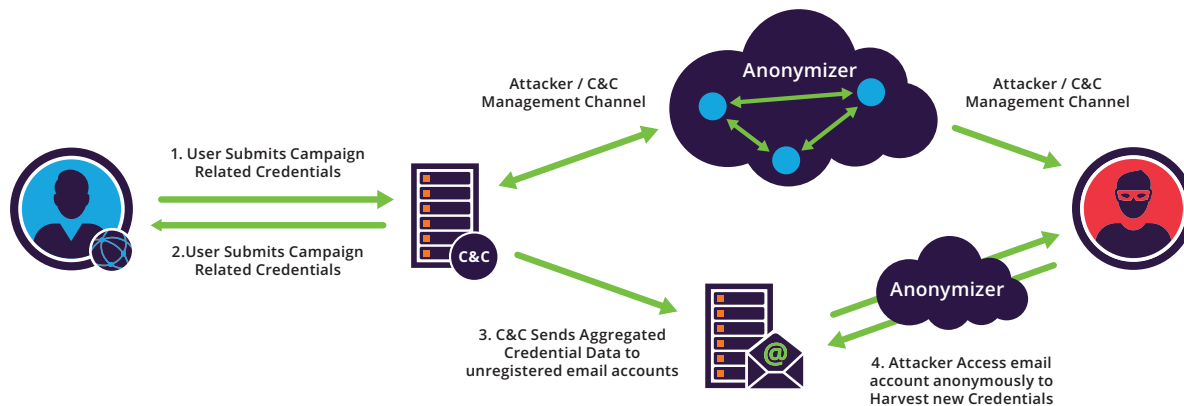 Attacker / C&C
Management Channel
Anonymizer
Attacker / C&C
Management Channel
1. User Submits Campaign
Related Credentials
2.User Submits Campaign
Related Credentials
C&C
3. C&C Sends Aggregated
Credential Data to
unregistered email accounts
@
Anonymizer
4. Attacker Access email
account anonymously to
Harvest new Credentials